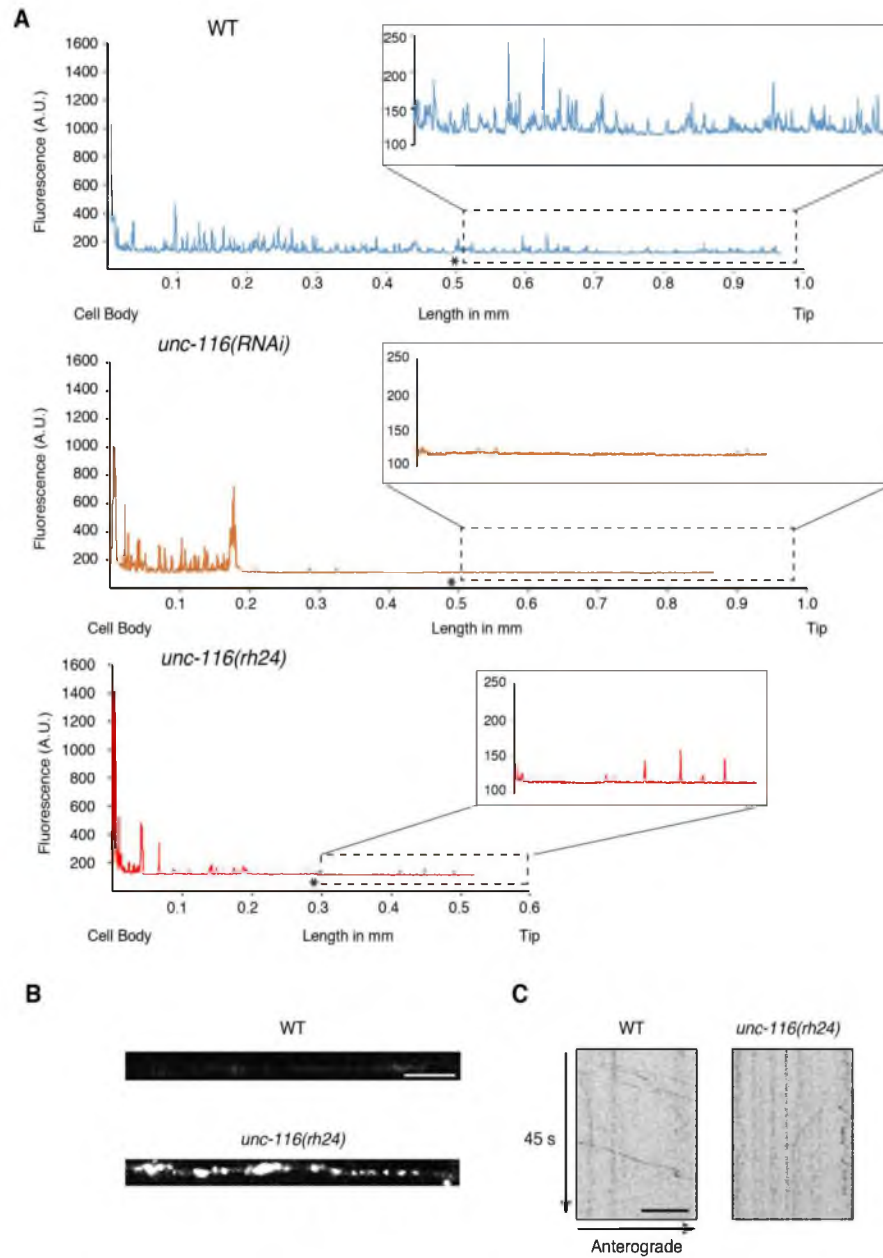 A
WT
1600
1400
1200
1000
800
600
400
200
Fluorescence (A.U.)
250
200
150
100
*
0.1
0.2
0.3
0.4
0.5
0.6
0.7
0.8
0.9
1.0
Cell Body
Length in mm
Tip
unc-116(RNAi)
1600
1400
1200
1000
800
600
400
200
Fluorescence (A.U.)
250
200
150
100
*
0.1
0.2
0.3
0.4
0.5
0.6
0.7
0.8
0.9
1.0
Cell Body
Length in mm
Tip
unc-116(rh24)
1600
1400
1200
1000
800
600
400
200
Fluorescence (A.U.)
250
200
150
100
*
0.1
0.2
0.3
0.4
0.5
0.6
Cell Body
Length in mm
Tip
B
WT
unc-116(rh24)
C
WT
unc-116(rh24)
45 s
Anterograde